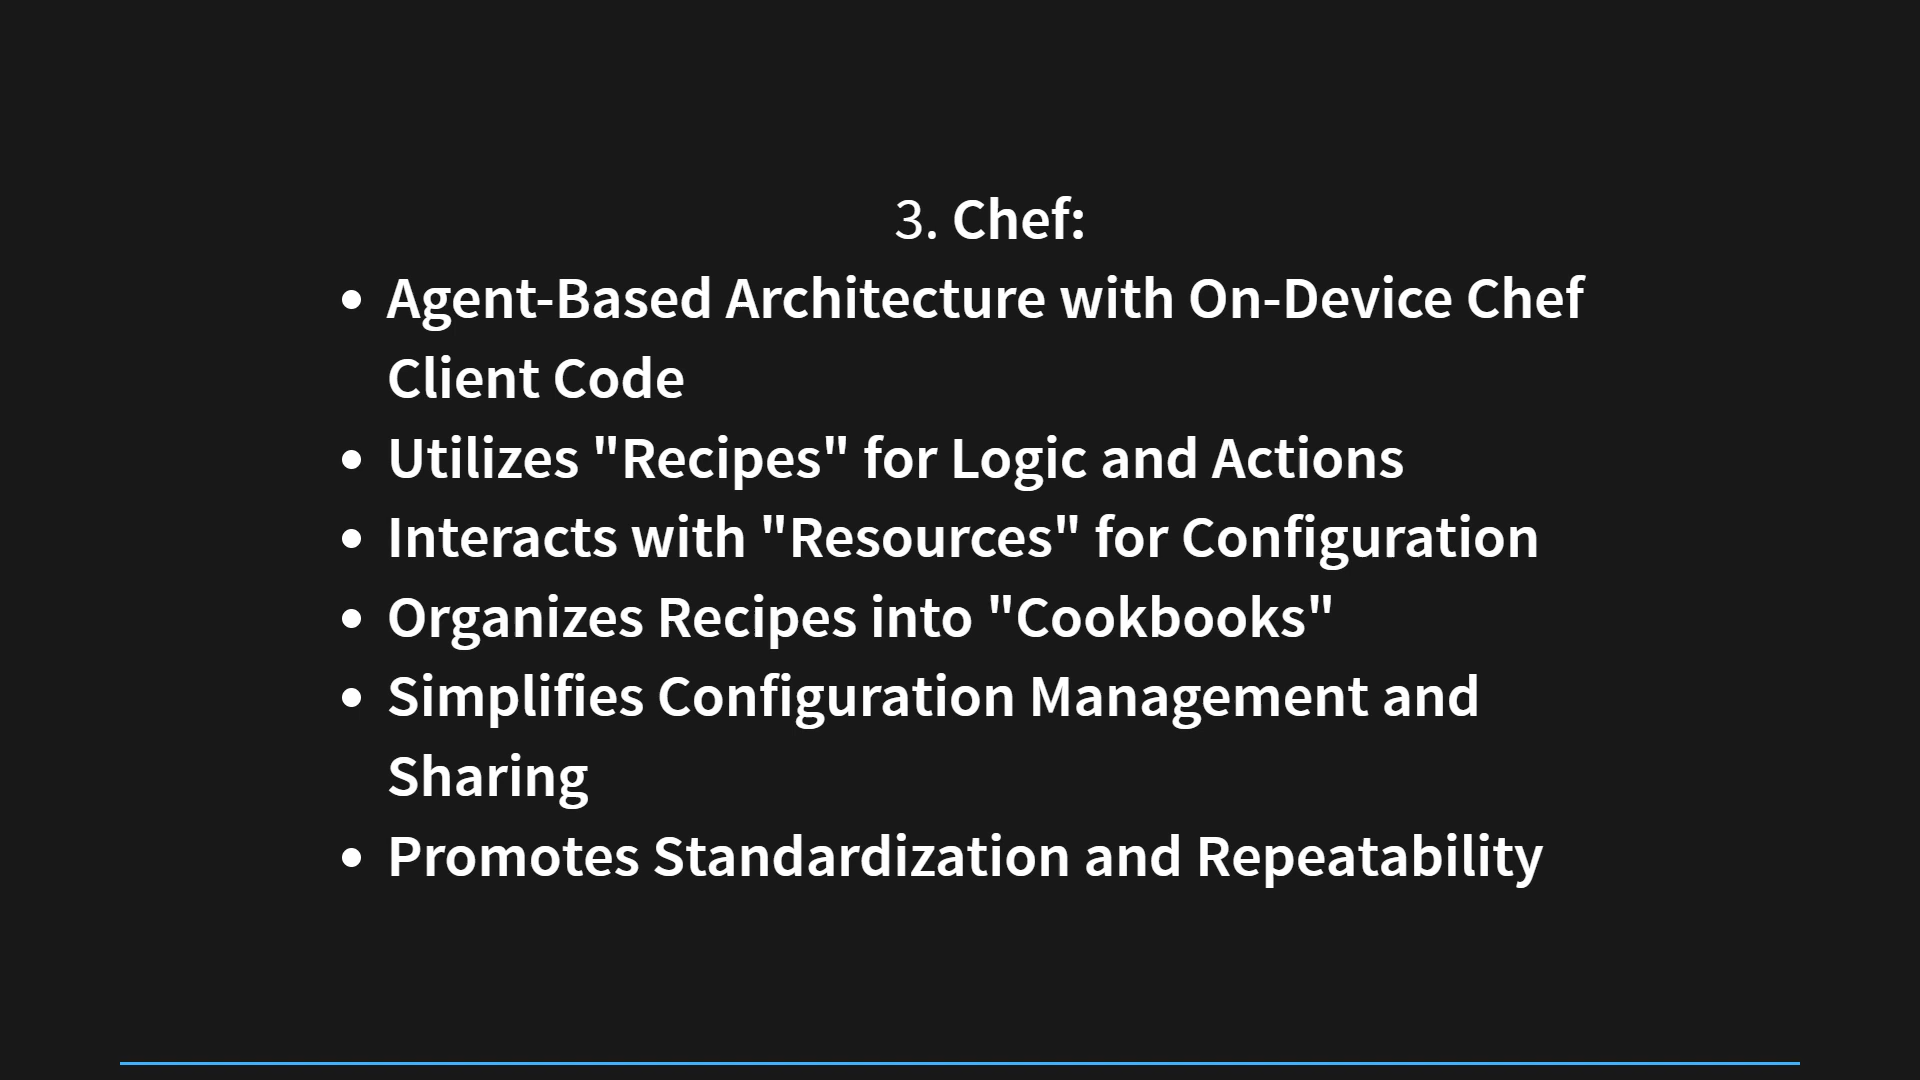 3. Chef:
• Agent-Based Architecture with On-Device Chef
Client Code
• Utilizes "Recipes" for Logic and Actions
• Interacts with "Resources" for Configuration
• Organizes Recipes into "Cookbooks"
• Simplifies Configuration Management and
Sharing
• Promotes Standardization and Repeatability